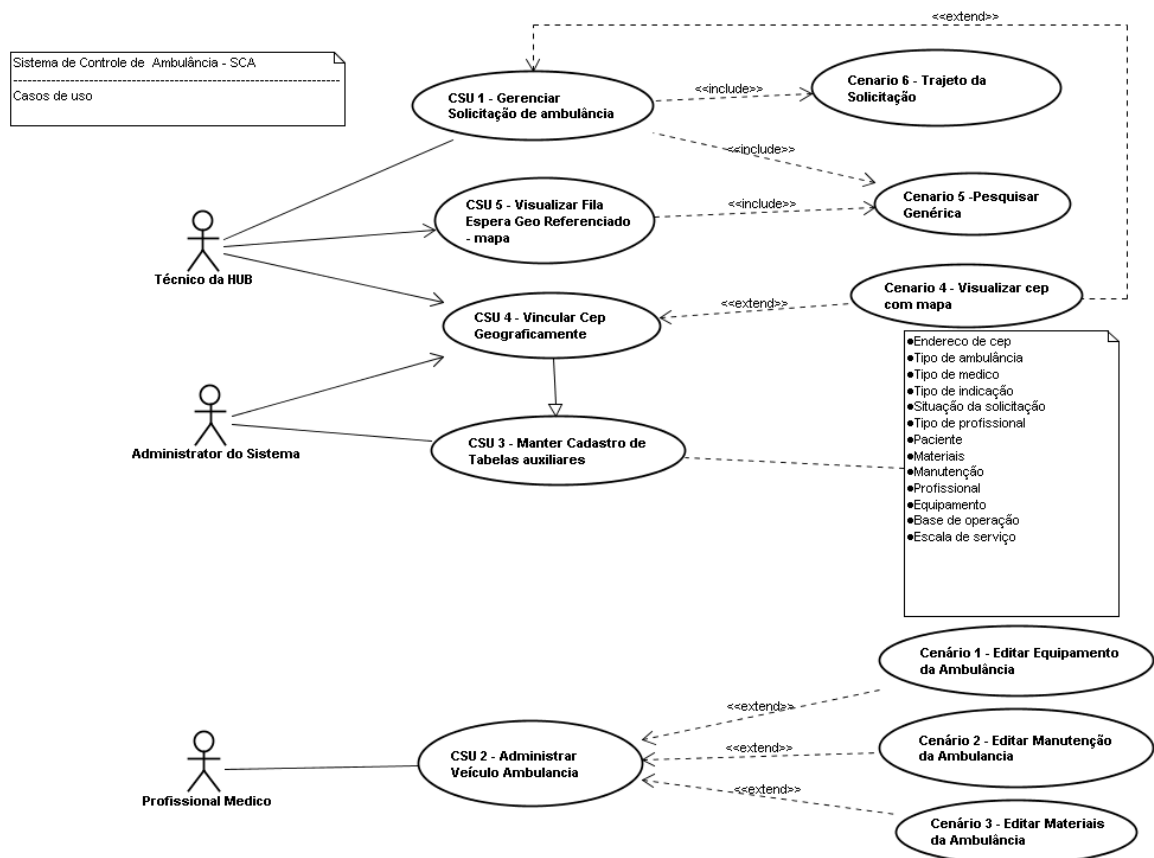 <<extend>>
Sistema de Controle de Ambulância - SCA
Casos de uso
CSU 1 - Gerenciar
Solicitação de ambulância
<<include>>
Cenario 6 - Trajeto da
Solicitação
<<include>>
CSU 5 - Visualizar Fila
Espera Geo Referenciado
- mapa
<<include>>
Cenario 5 -Pesquisar
Genérica
Técnico da HUB
CSU 4 - Vincular Cep
Geograficamente
<<extend>>
Cenario 4 - Visualizar cep
com mapa
●Endereco de cep
●Tipo de ambulância
●Tipo de medico
●Tipo de indicação
●Situação da solicitação
●Tipo de profissional
●Paciente
●Materiais
●Manutenção
●Profissional
●Equipamento
●Base de operação
●Escala de serviço
Administrator do Sistema
CSU 3 - Manter Cadastro de
Tabelas auxiliares
Cenário 1 - Editar Equipamento
da Ambulância
<<extend>>
Profissional Medico
CSU 2 - Administrar
Veículo Ambulancia
<<extend>>
Cenário 2 - Editar Manutenção
da Ambulancia
<<extend>>
Cenário 3 - Editar Materiais
da Ambulância